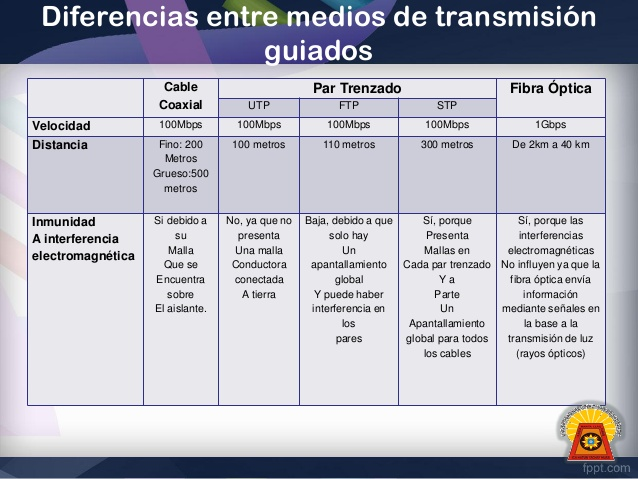 Diferencias entre medios de transmisión
guiados
Cable
Coaxial
Par Trenzado
Fibra Óptica
UTP
FTP
STP
Velocidad
100Mbps
100Mbps
100Mbps
100Mbps
1Gbps
Distancia
Fino: 200
Metros
Grueso:500
metros
100 metros
110 metros
300 metros
De 2km a 40 km
Inmunidad
A interferencia
electromagnética
Si debido a
su
Malla
Que se
Encuentra
sobre
El aislante.
No, ya que no
presenta
Una malla
Conductora
conectada
A tierra
Baja, debido a que
solo hay
Un
apantallamiento
global
Y puede haber
interferencia en
los
pares
Sí, porque
Presenta
Mallas en
Cada par trenzado
Y a
Parte
Un
Apantallamiento
global para todos
los cables
Sí, porque las
interferencias
electromagnéticas
No influyen ya que la
fibra óptica envía
información
mediante señales en
la base a la
transmisión de luz
(rayos ópticos)
fppt.com